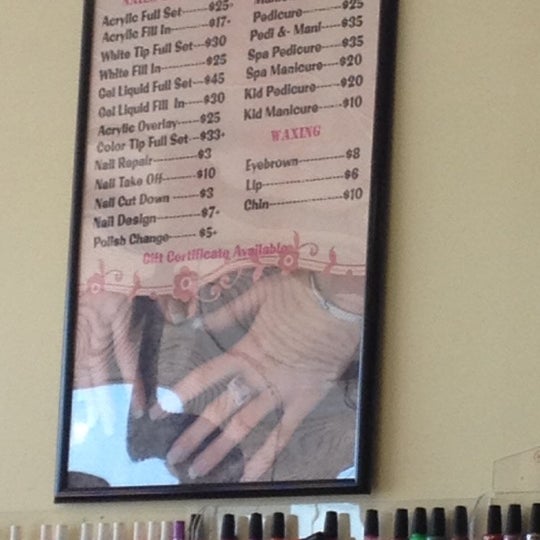 Acrylic Full Set-----$25+
Acrylic Fill In------$17+
White Tip Full Set---$30
White Fill In--------$25
Gel Liquid Full Set--$45
Gel Liquid Fill In---$30
Acrylic Overlay------$25
Color Tip Full Set---$33+
Nail Repair----------$3
Nail Take Off--------$10
Nail Cut Down -------$3
Nail Design----------$7+
Polish Change------- $5+
Pedicure-------$25
Pedi &- Mani----$35
Spa Pedicure----$35
Spa Manicure----$20
Kid Pedicure-----$20
Kid Manicure-----$10
WAXING
Eyebrown----------$8
Lip----------------$6
Chin---------------$10
Gift Certificate Available